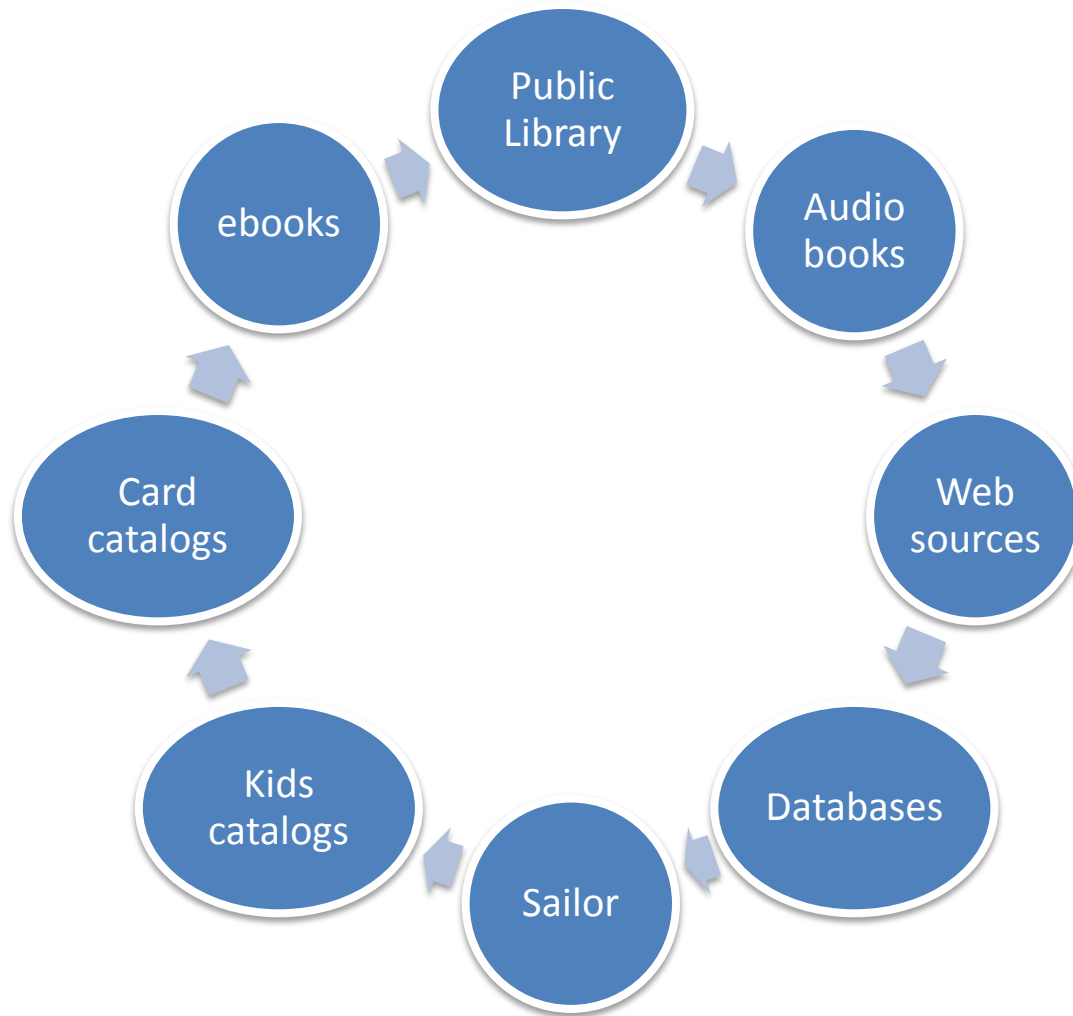 Public
Library
Audio
books
Web
sources
Databases
Sailor
Kids
catalogs
Card
catalogs
ebooks